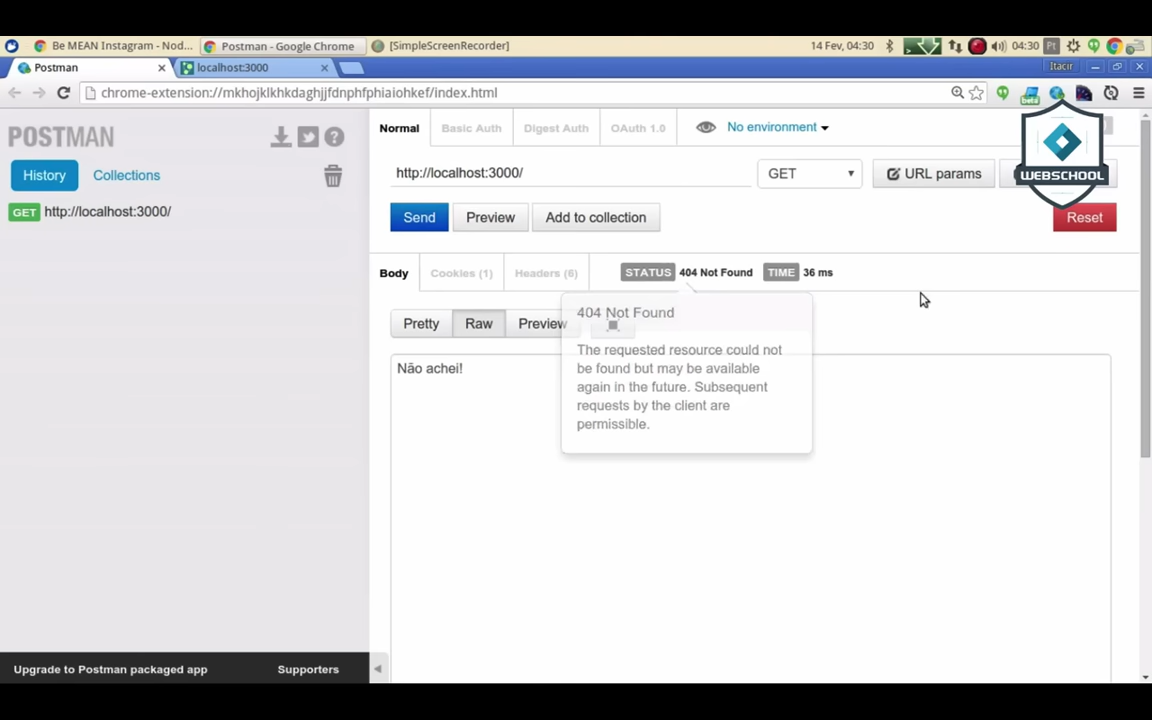 Be MEAN Instagram - Nod...
Postman - Google Chrome
[SimpleScreenRecorder]
14 Fev, 04:30
04:30
Pt
Postman
localhost:3000
Itacir
chrome-extension://mkhojklkhkdaghjjfdnphfphiaiohkef/index.html
beta
POSTMAN
Normal
Basic Auth
Digest Auth
OAuth 1.0
No environment
History
Collections
http://localhost:3000/
GET
URL params
WEBSCHOOL
GET http://localhost:3000/
Send
Preview
Add to collection
Reset
Body
Cookies (1)
Headers (6)
STATUS 404 Not Found
TIME 36 ms
Pretty
Raw
Preview
404 Not Found
The requested resource could not
be found but may be available
again in the future. Subsequent
requests by the client are
permissible.
Não achei!
Upgrade to Postman packaged app
Supporters